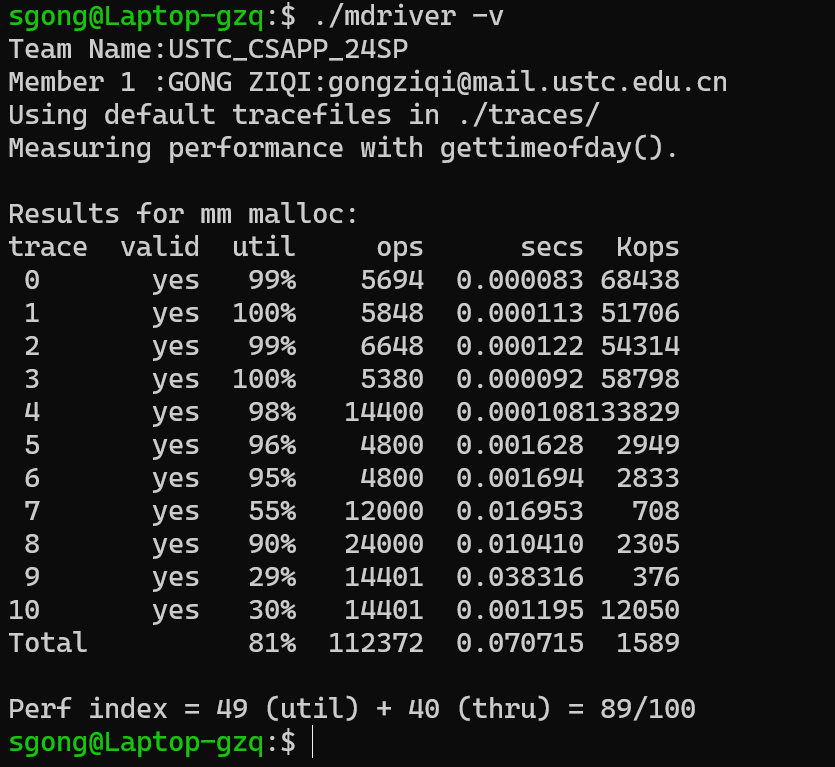 sgong@Laptop-gzq:$ ./mdriver -v
Team Name:USTC_CSAPP_24SP
Member 1 :GONG ZIQI:gongziqi@mail.ustc.edu.cn
Using default tracefiles in ./traces/
Measuring performance with gettimeofday().

Results for mm malloc:
trace  valid  util     ops      secs  Kops
 0       yes   99%    5694  0.000083 68438
 1       yes  100%    5848  0.000113 51706
 2       yes   99%    6648  0.000122 54314
 3       yes  100%    5380  0.000092 58798
 4       yes   98%   14400  0.000108133829
 5       yes   96%    4800  0.001628  2949
 6       yes   95%    4800  0.001694  2833
 7       yes   55%   12000  0.016953   708
 8       yes   90%   24000  0.010410  2305
 9       yes   29%   14401  0.038316   376
10       yes   30%   14401  0.001195 12050
Total          81%  112372  0.070715  1589

Perf index = 49 (util) + 40 (thru) = 89/100
sgong@Laptop-gzq:$